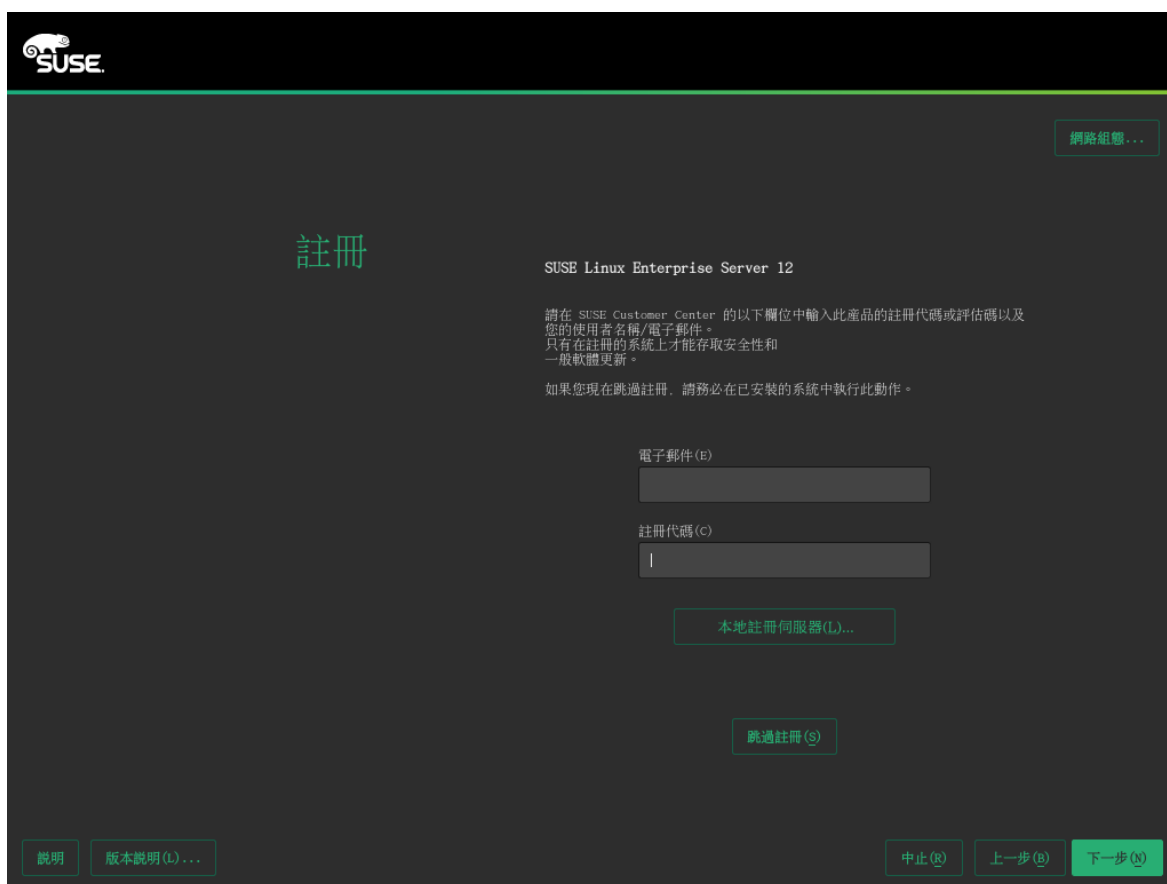 SUSE.
網路組態...
註冊
SUSE Linux Enterprise Server 12
請在 SUSE Customer Center 的以下欄位中輸入此產品的註冊代碼或評估碼以及
您的使用者名稱/電子郵件。
只有在註冊的系統上才能存取安全性和
一般軟體更新。
如果您現在跳過註冊, 請務必在已安裝的系統中執行此動作。
電子郵件(E)
註冊代碼(C)
本地註冊伺服器(L)...
跳過註冊(S)
說明
版本說明(L)...
中止(R)
上一步(B)
下一步(N)